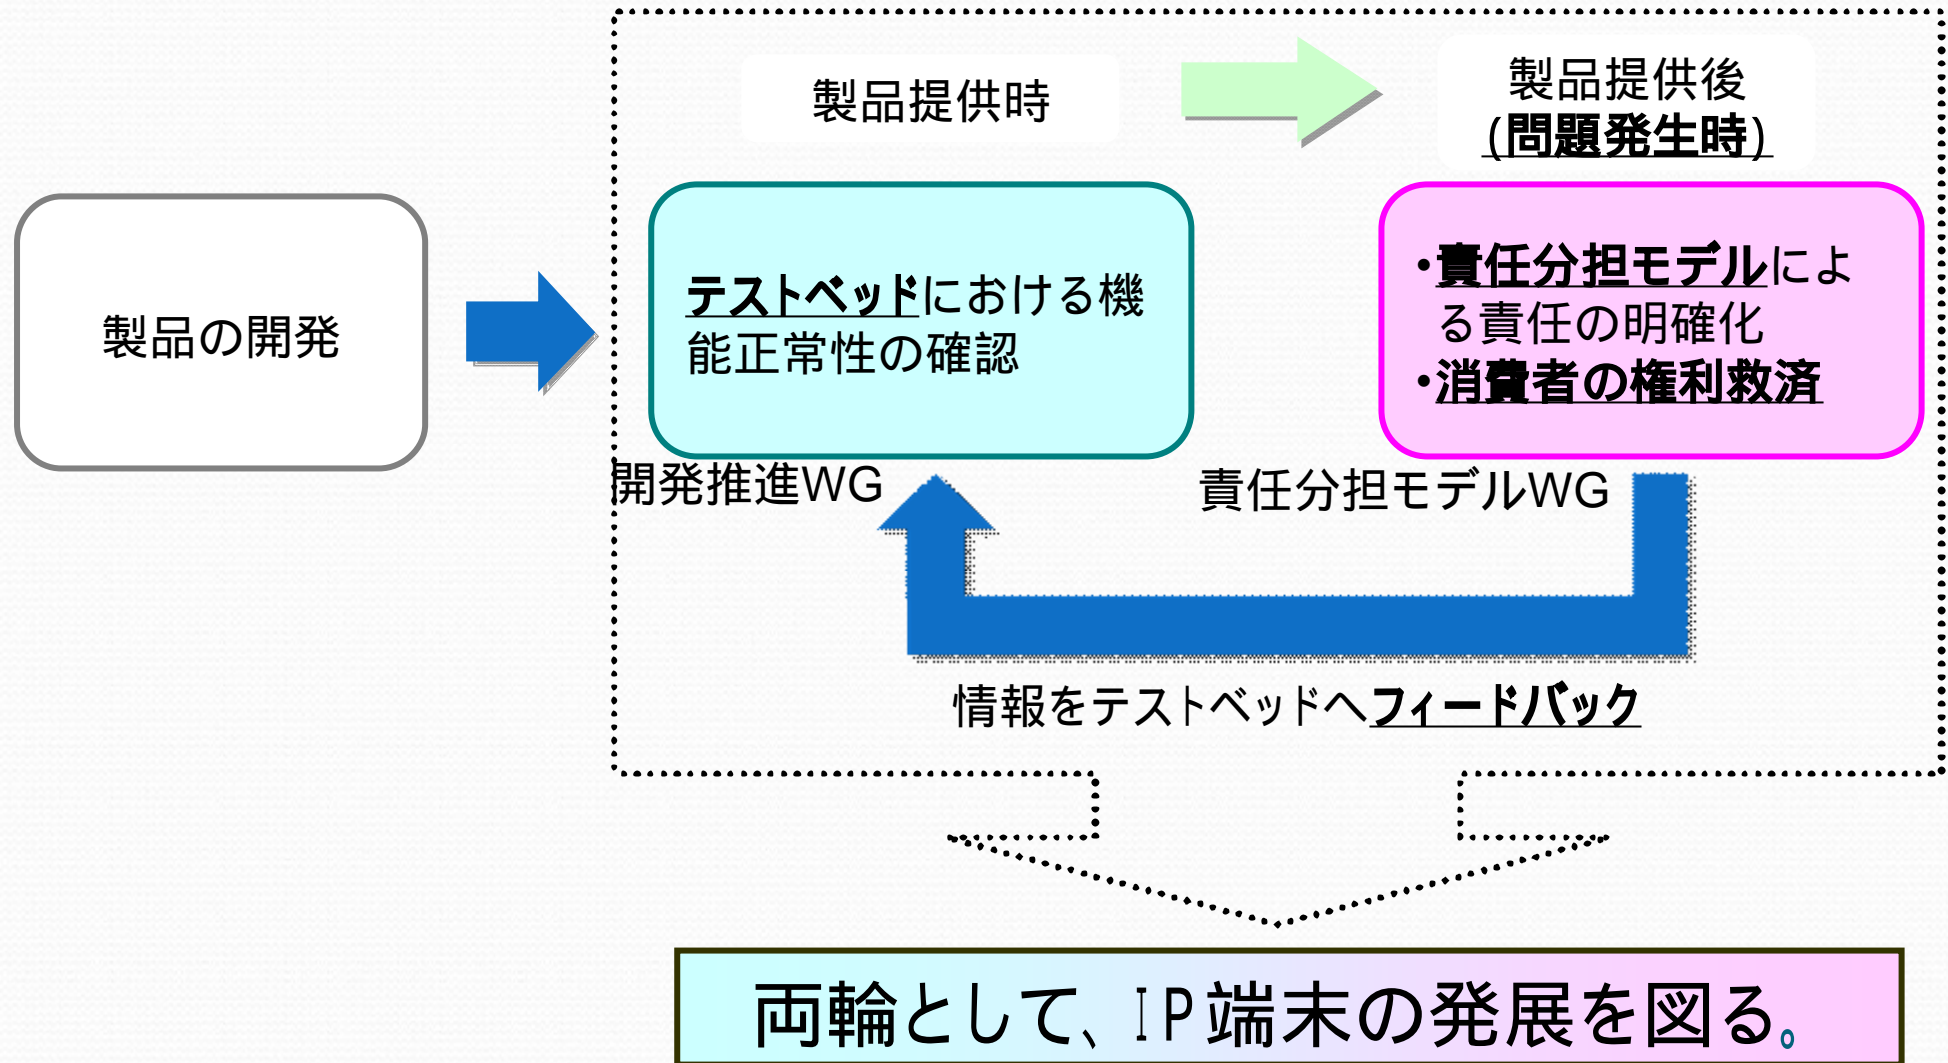 製品提供時
製品提供後
(問題発生時)
製品の開発
テストベッドにおける機
能正常性の確認
・責任分担モデルによ
る責任の明確化
・消費者の権利救済
開発推進WG
責任分担モデルWG
情報をテストベッドへフィードバック
両輪として、IP端末の発展を図る。